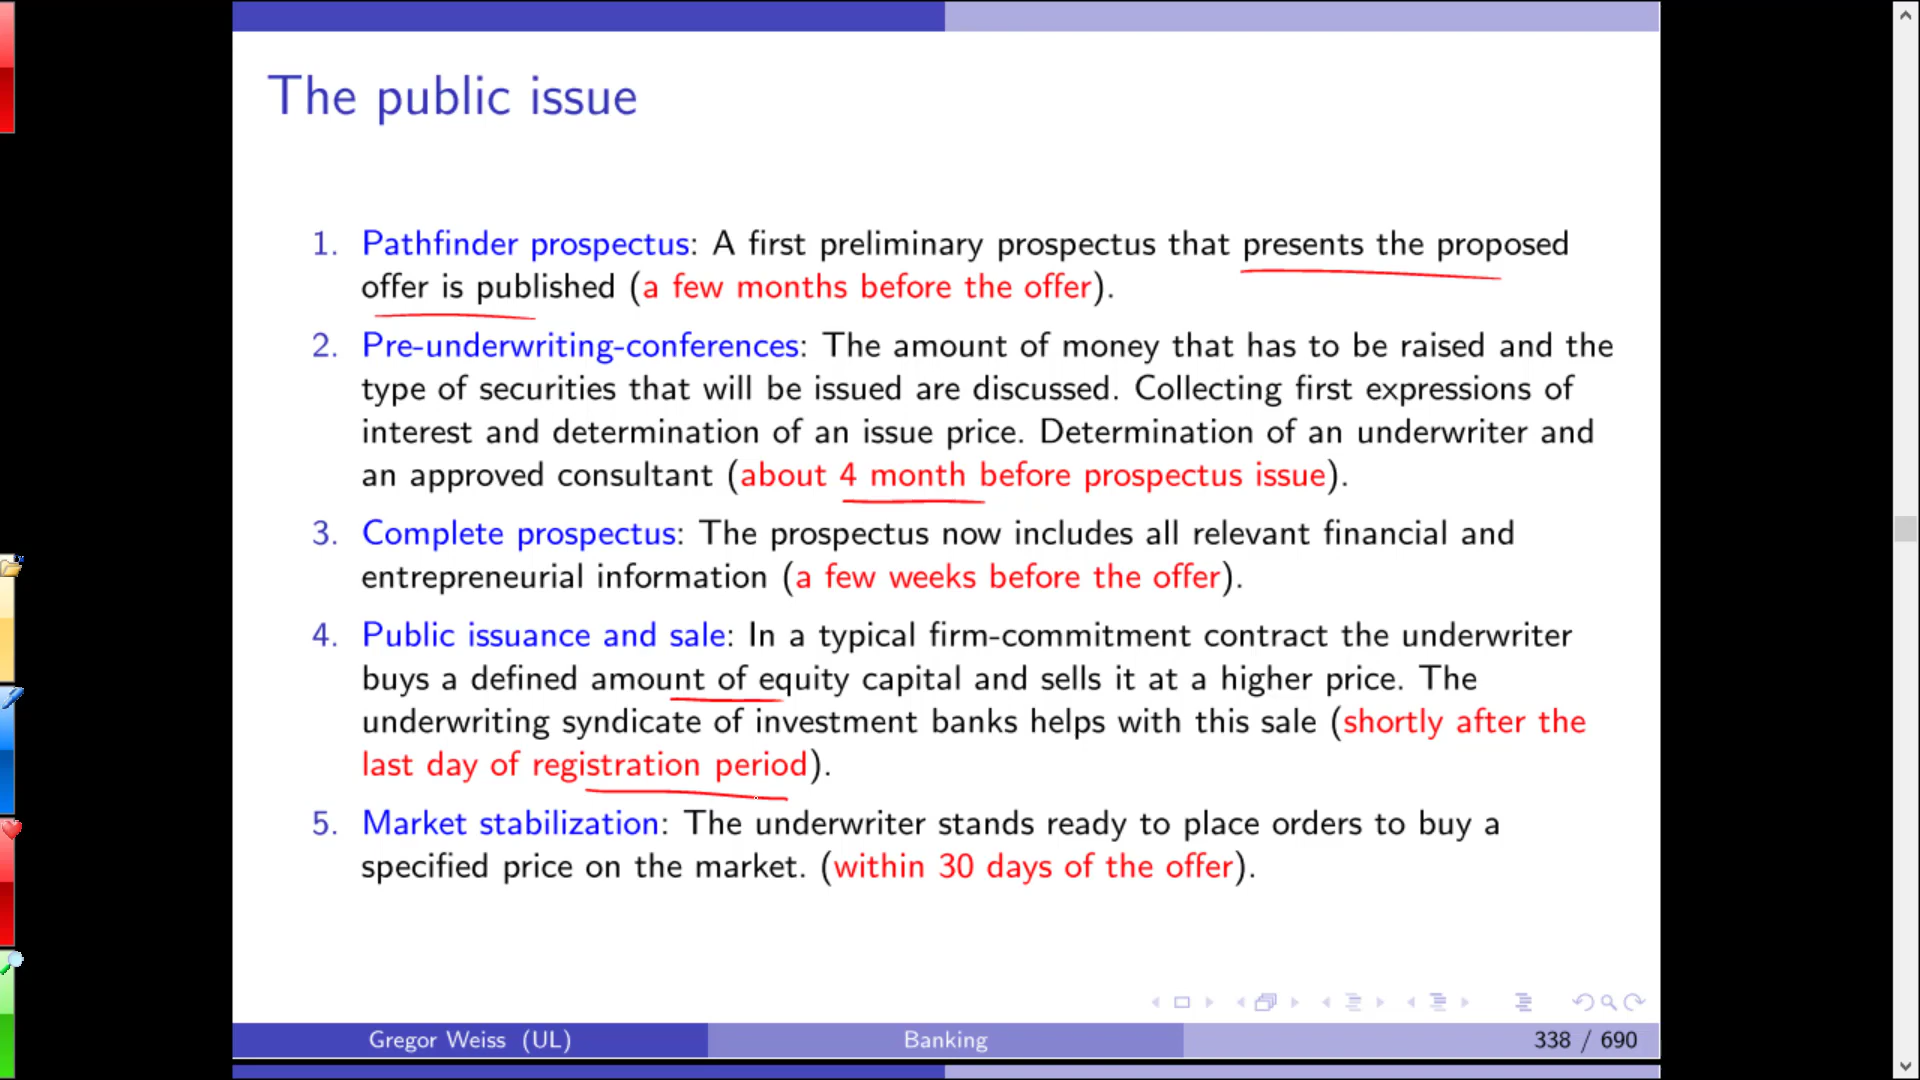 The public issue
1. Pathfinder prospectus: A first preliminary prospectus that presents the proposed
offer is published (a few months before the offer).
2. Pre-underwriting-conferences: The amount of money that has to be raised and the
type of securities that will be issued are discussed. Collecting first expressions of
interest and determination of an issue price. Determination of an underwriter and
an approved consultant (about 4 month before prospectus issue).
3. Complete prospectus: The prospectus now includes all relevant financial and
entrepreneurial information (a few weeks before the offer).
4. Public issuance and sale: In a typical firm-commitment contract the underwriter
buys a defined amount of equity capital and sells it at a higher price. The
underwriting syndicate of investment banks helps with this sale (shortly after the
last day of registration period).
5. Market stabilization: The underwriter stands ready to place orders to buy a
specified price on the market. (within 30 days of the offer).
Gregor Weiss (UL) Banking 338 / 690